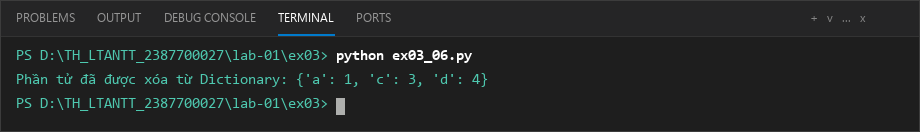 PROBLEMS OUTPUT DEBUG CONSOLE TERMINAL PORTS + v ... x
PS D:\TH_LTANTT_2387700027\lab-01\ex03> python ex03_06.py
Phần tử đã được xóa từ Dictionary: {'a': 1, 'c': 3, 'd': 4}
PS D:\TH_LTANTT_2387700027\lab-01\ex03>